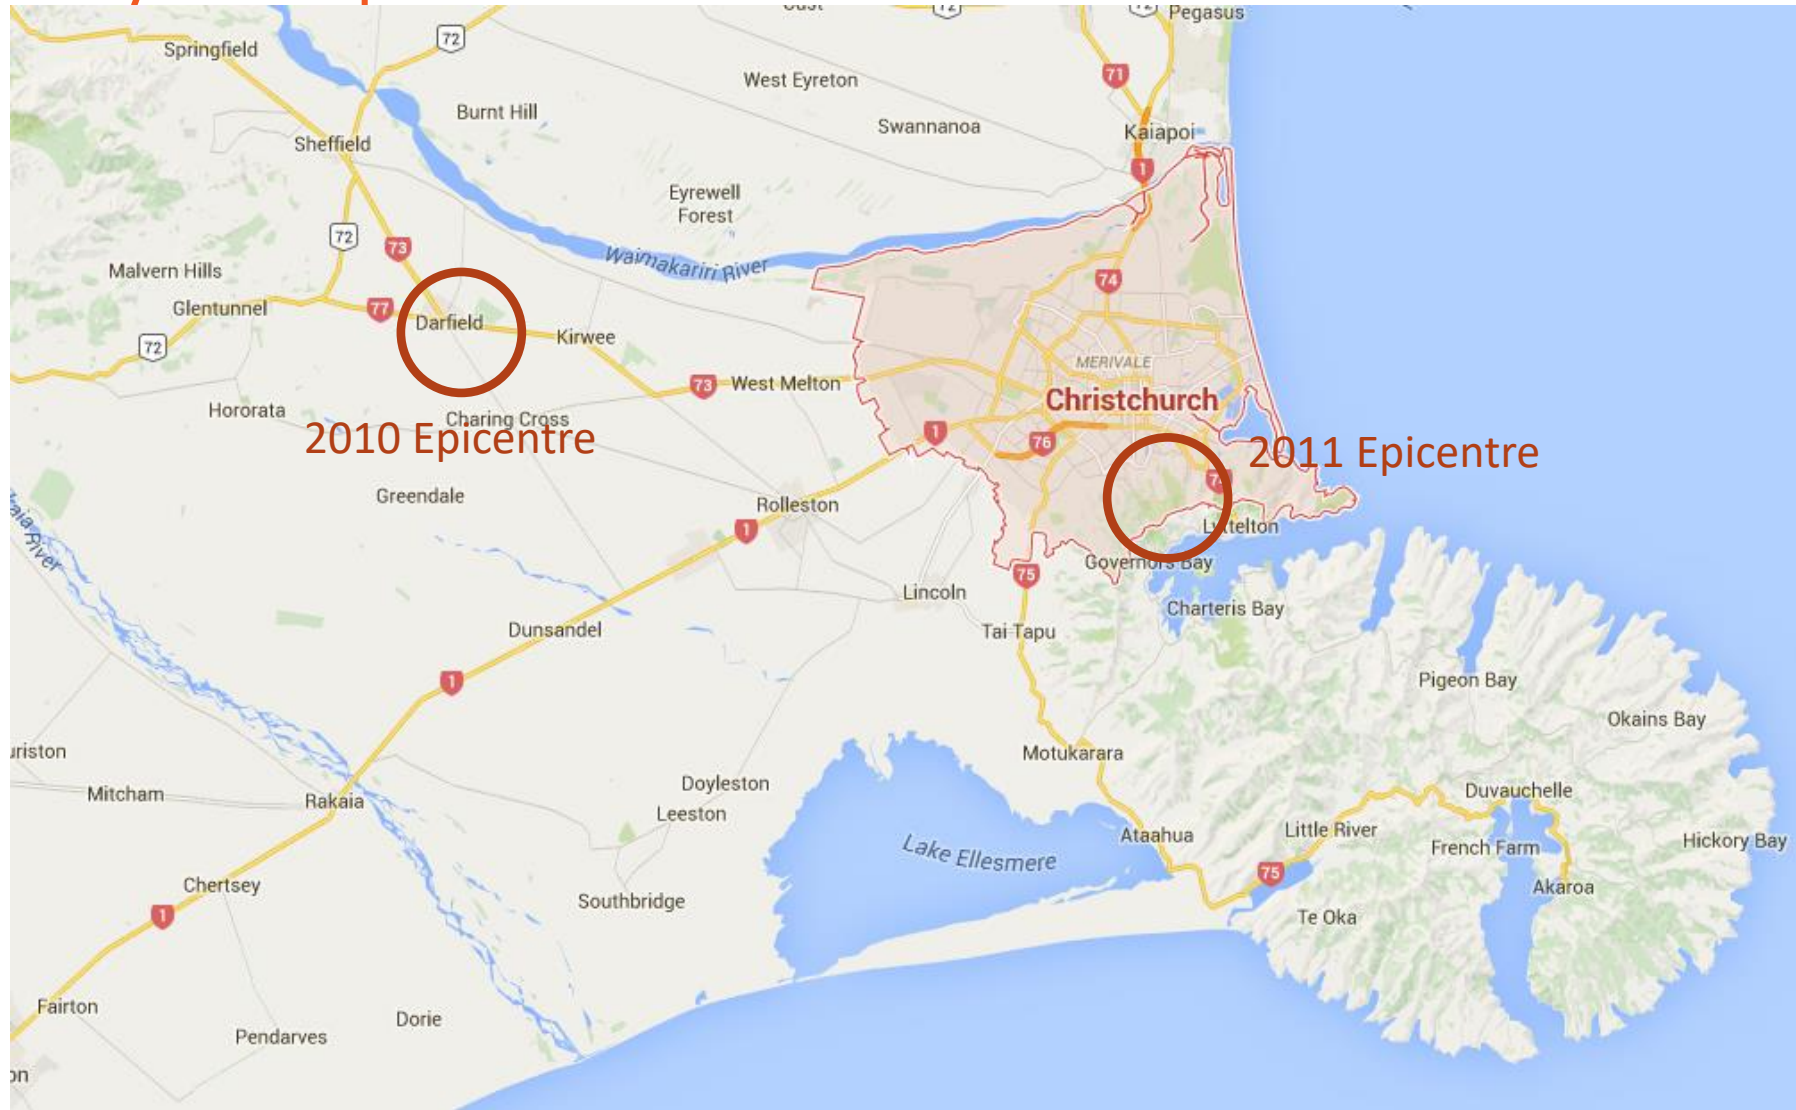 Pegasus
72
Springfield
West Eyreton
71
Burnt Hill
Swannanoa
Kaiapoi
Sheffield
1
Eyrewell
Forest
72
73
Waimakariri River
Malvern Hills
74
Glentunnel
77
Darfield
Kirwee
72
MERIVALE
73
West Melton
Christchurch
Hororata
Charing Cross
2010 Epicentre
1
76
2011 Epicentre
Greendale
Rolleston
Lyttelton
1
River
Governors Bay
75
Lincoln
Charteris Bay
Dunsandel
Tai Tapu
1
Pigeon Bay
Okains Bay
Motukarara
Doyleston
Mitcham
Rakaia
Leeston
Duvauchelle
Lake Ellesmere
Ataahua
Little River
French Farm
Hickory Bay
75
Chertsey
Akaroa
Southbridge
1
Te Oka
Fairton
Dorie
Pendarves